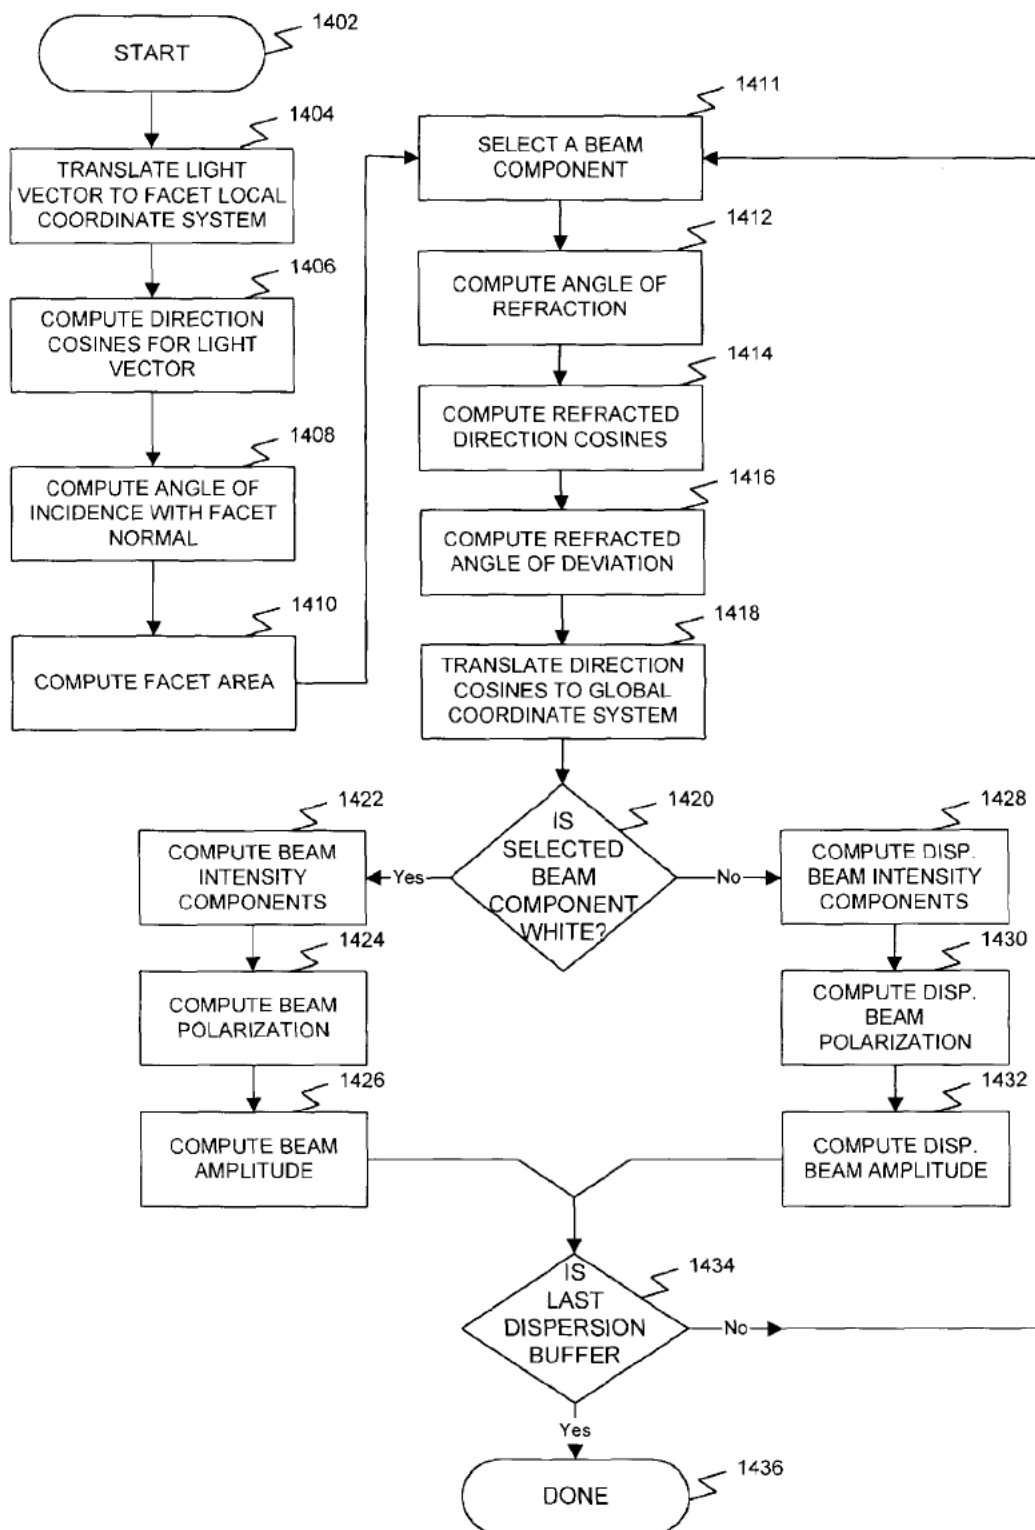 START
1402
1404
TRANSLATE LIGHT
VECTOR TO FACET LOCAL
COORDINATE SYSTEM
1406
COMPUTE DIRECTION
COSINES FOR LIGHT
VECTOR
1408
COMPUTE ANGLE OF
INCIDENCE WITH FACET
NORMAL
1410
COMPUTE FACET AREA
1411
SELECT A BEAM
COMPONENT
1412
COMPUTE ANGLE OF
REFRACTION
1414
COMPUTE REFRACTED
DIRECTION COSINES
1416
COMPUTE REFRACTED
ANGLE OF DEVIATION
1418
TRANSLATE DIRECTION
COSINES TO GLOBAL
COORDINATE SYSTEM
1420
IS
SELECTED
BEAM
COMPONENT
WHITE?
Yes
No
1422
COMPUTE BEAM
INTENSITY
COMPONENTS
1424
COMPUTE BEAM
POLARIZATION
1426
COMPUTE BEAM
AMPLITUDE
1428
COMPUTE DISP.
BEAM INTENSITY
COMPONENTS
1430
COMPUTE DISP.
BEAM
POLARIZATION
1432
COMPUTE DISP.
BEAM AMPLITUDE
1434
IS
LAST
DISPERSION
BUFFER
No
Yes
DONE
1436